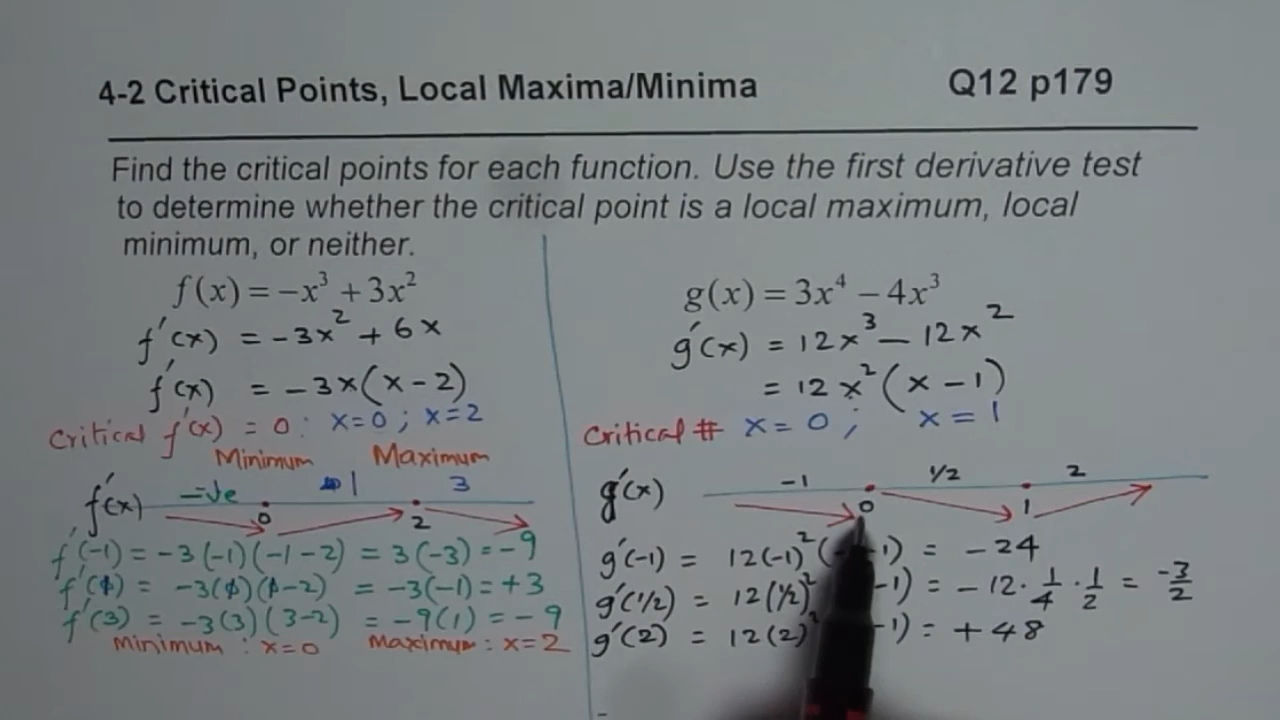 4-2 Critical Points, Local Maxima/Minima Q12 p179
Find the critical points for each function. Use the first derivative test
to determine whether the critical point is a local maximum, local
minimum, or neither.
f(x) = −x³ + 3x²
f′(x) = −3x² + 6x
f′(x) = −3x(x−2)
Critical f′(x) = 0: x=0 ; x=2
Minimum Maximum
f′(x) −ve 1 3
0 2
f′(−1) = −3(−1)(−1−2) = 3(−3) = −9
f′(1) = −3(1)(1−2) = −3(−1) = +3
f′(3) = −3(3)(3−2) = −9(1) = −9
Minimum : x=0 Maximum : x=2
g(x) = 3x⁴ − 4x³
g′(x) = 12x³ − 12x²
= 12x²(x−1)
Critical # x = 0 ; x = 1
g′(x) −1 1/2 2
0 1
g′(−1) = 12(−1)²( −1) = −24
g′(1/2) = 12(1/2)² −1) = −12 · 1/4 · 1/2 = −3/2
g′(2) = 12(2)² −1) = +48